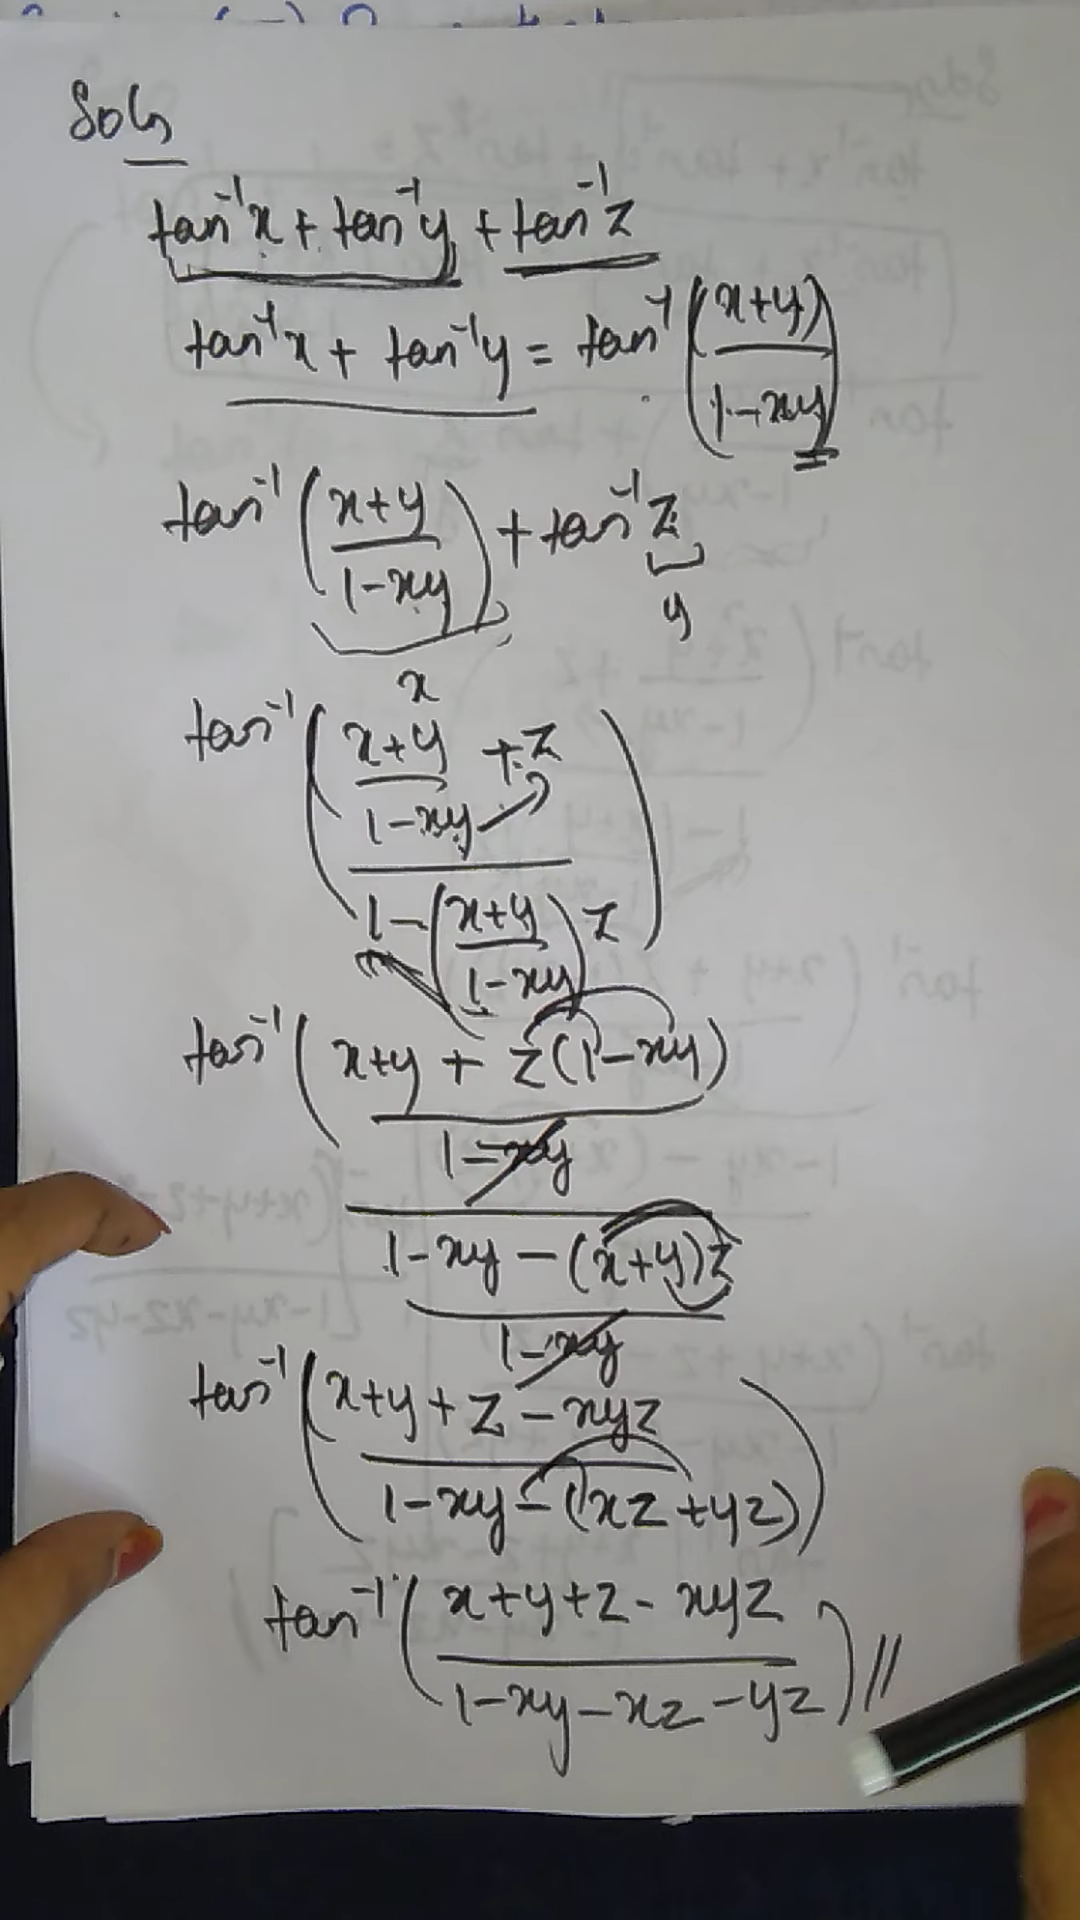 Soln
tan⁻¹x + tan⁻¹y + tan⁻¹z
tan⁻¹x + tan⁻¹y = tan⁻¹((x+y)/(1-xy))
tan⁻¹((x+y)/(1-xy)) + tan⁻¹z
x y
tan⁻¹(((x+y)/(1-xy) + z)/(1-((x+y)/(1-xy))z))
tan⁻¹(((x+y + z(1-xy))/(1-xy))/((1-xy-(x+y)z)/(1-xy))
tan⁻¹((x+y+z-xyz)/(1-xy-(xz+yz)))
tan⁻¹((x+y+z-xyz)/(1-xy-xz-yz))//